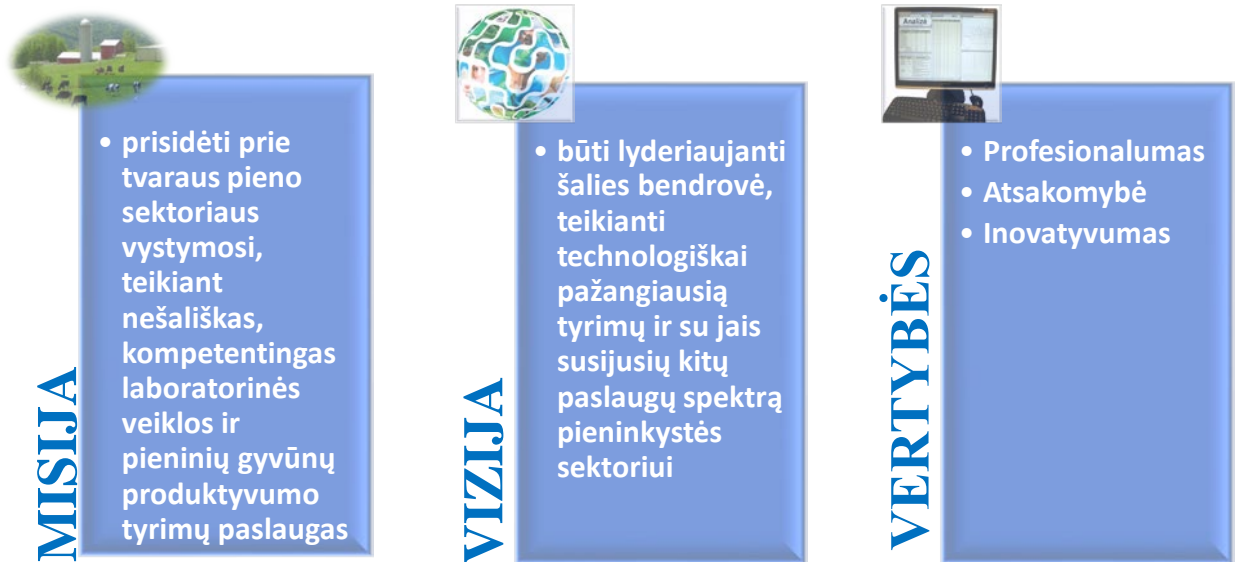 MISIJA
• prisidėti prie
tvaraus pieno
sektoriaus
vystymosi,
teikiant
nešališkas,
kompetentingas
laboratorinės
veiklos ir
pieninių gyvūnų
produktyvumo
tyrimų paslaugas
VIZIJA
• būti lyderiaujanti
šalies bendrovė,
teikianti
technologiškai
pažangiausią
tyrimų ir su jais
susijusių kitų
paslaugų spektrą
pieninkystės
sektoriui
Analizė
VERTYBĖS
• Profesionalumas
• Atsakomybė
• Inovatyvumas